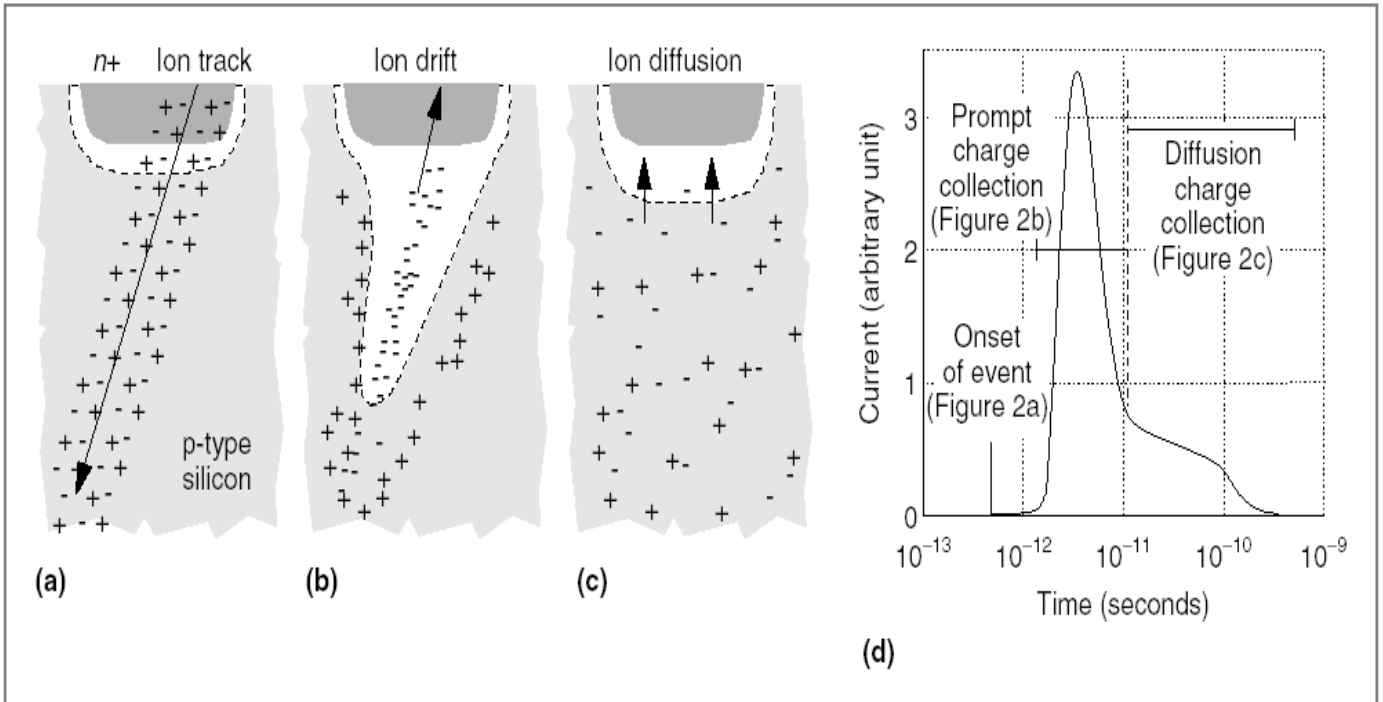 n+ Ion track
p-type
silicon
(a)
Ion drift
(b)
Ion diffusion
(c)
Current (arbitrary unit)
3
2
1
0
Prompt
charge
collection
(Figure 2b)
Diffusion
charge
collection
(Figure 2c)
Onset
of event
(Figure 2a)
10–13 10–12 10–11 10–10 10–9
Time (seconds)
(d)